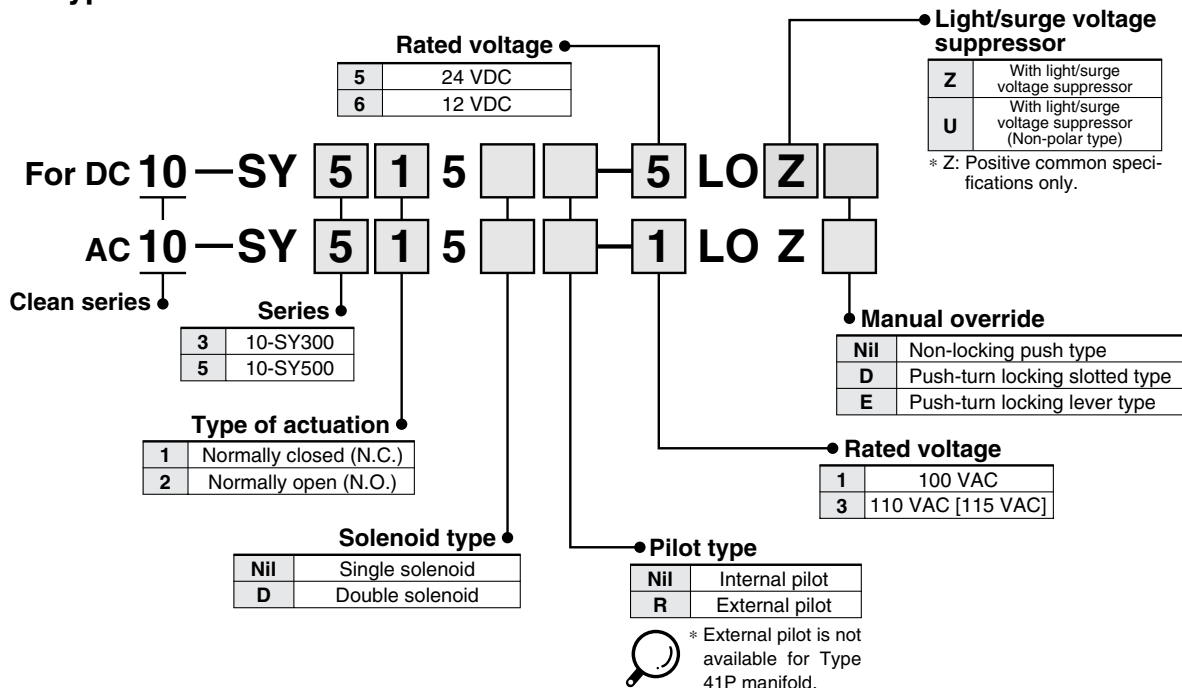 Rated voltage
5 24 VDC
6 12 VDC
Light/surge voltage
suppressor
Z With light/surge
voltage suppressor
U With light/surge
voltage suppressor
(Non-polar type)
* Z: Positive common speci-
fications only.
For DC 10 — SY 5 1 5 — 5 LO Z
AC 10 — SY 5 1 5 — 1 LO Z
Clean series
Series
3 10-SY300
5 10-SY500
Type of actuation
1 Normally closed (N.C.)
2 Normally open (N.O.)
Solenoid type
Nil Single solenoid
D Double solenoid
Pilot type
Nil Internal pilot
R External pilot
* External pilot is not
available for Type
41P manifold.
Manual override
Nil Non-locking push type
D Push-turn locking slotted type
E Push-turn locking lever type
Rated voltage
1 100 VAC
3 110 VAC [115 VAC]